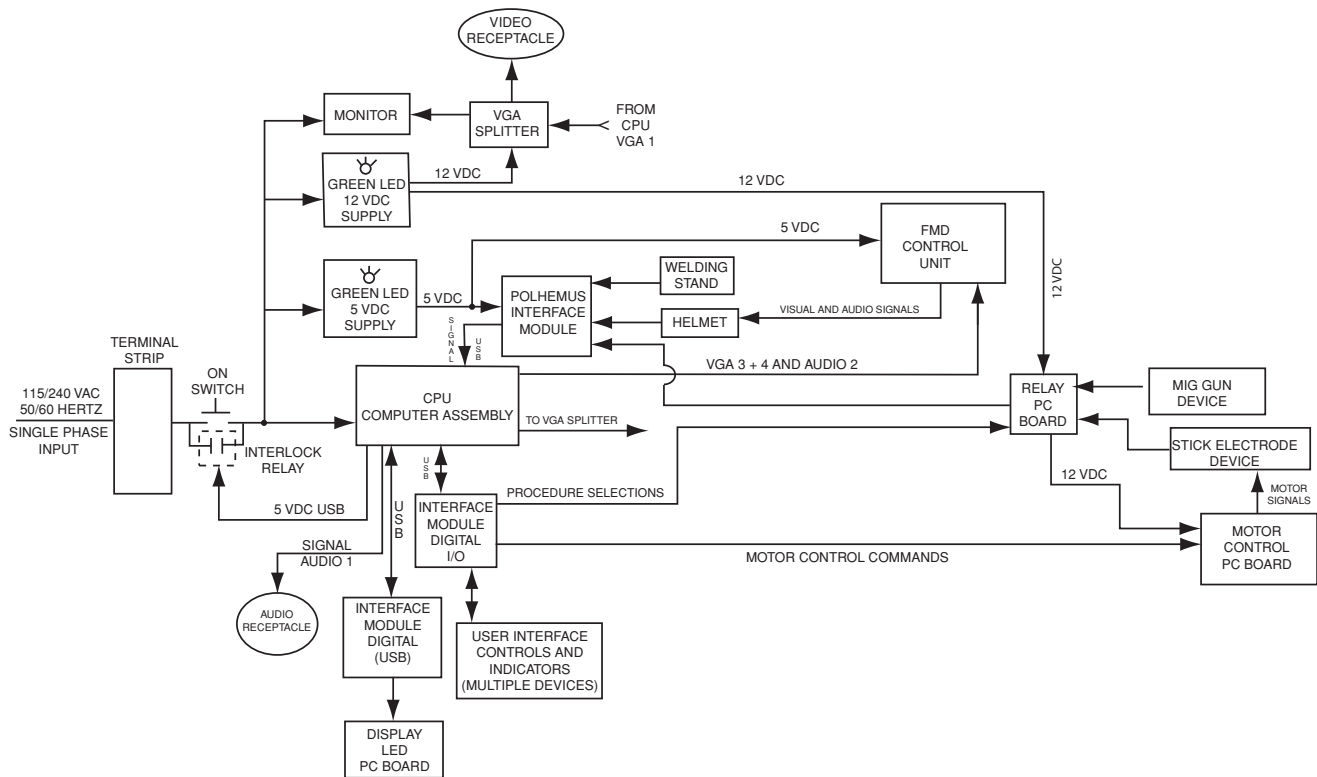 VIDEO
RECEPTACLE
MONITOR
VGA
SPLITTER
FROM
CPU
VGA 1
GREEN LED
12 VDC
SUPPLY
12 VDC
12 VDC
5 VDC
FMD
CONTROL
UNIT
12 VDC
GREEN LED
5 VDC
SUPPLY
5 VDC
POLHEMUS
INTERFACE
MODULE
WELDING
STAND
HELMET
VISUAL AND AUDIO SIGNALS
SIGNAL
USB
TERMINAL
STRIP
ON
SWITCH
115/240 VAC
50/60 HERTZ
SINGLE PHASE
INPUT
INTERLOCK
RELAY
CPU
COMPUTER ASSEMBLY
VGA 3 + 4 AND AUDIO 2
TO VGA SPLITTER
RELAY
PC
BOARD
MIG GUN
DEVICE
STICK ELECTRODE
DEVICE
12 VDC
MOTOR
SIGNALS
5 VDC USB
USB
USB
PROCEDURE SELECTIONS
INTERFACE
MODULE
DIGITAL
I/O
MOTOR CONTROL COMMANDS
MOTOR
CONTROL
PC BOARD
SIGNAL
AUDIO 1
AUDIO
RECEPTACLE
INTERFACE
MODULE
DIGITAL
(USB)
USER INTERFACE
CONTROLS AND
INDICATORS
(MULTIPLE DEVICES)
DISPLAY
LED
PC BOARD